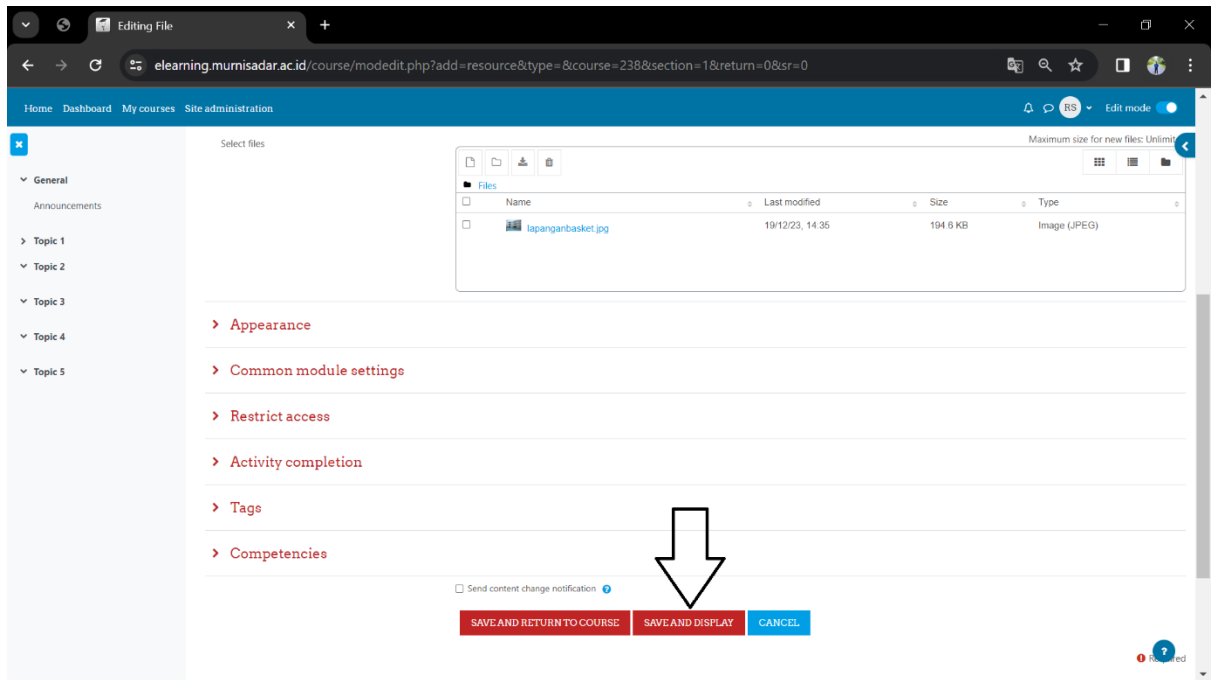 Editing File
elearning.murnisadar.ac.id/course/modedit.php?add=resource&type=&course=238&section=1&return=0&sr=0
Home Dashboard My courses Site administration RS Edit mode
Select files
Maximum size for new files:
General
Announcements
Topic 1
Topic 2
Topic 3
Topic 4
Topic 5
Files
Name Last modified Size Type
lapanganbasket.jpg 19/12/23, 14:35 194.6 KB Image (JPEG)
Appearance
Common module settings
Restrict access
Activity completion
Tags
Competencies
Send content change notification ?
SAVE AND RETURN TO COURSE SAVE AND DISPLAY CANCEL
?